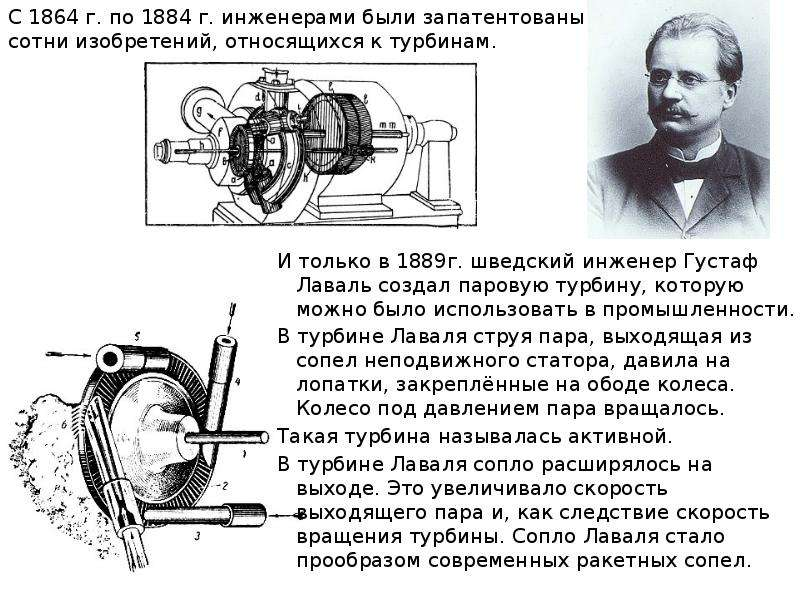 С 1864 г. по 1884 г. инженерами были запатентованы
сотни изобретений, относящихся к турбинам.
И только в 1889г. шведский инженер Густаф
Лаваль создал паровую турбину, которую
можно было использовать в промышленности.
В турбине Лаваля струя пара, выходящая из
сопел неподвижного статора, давила на
лопатки, закреплённые на ободе колеса.
Колесо под давлением пара вращалось.
Такая турбина называлась активной.
В турбине Лаваля сопло расширялось на
выходе. Это увеличивало скорость
выходящего пара и, как следствие скорость
вращения турбины. Сопло Лаваля стало
прообразом современных ракетных сопел.
5
4
6
1
2
3